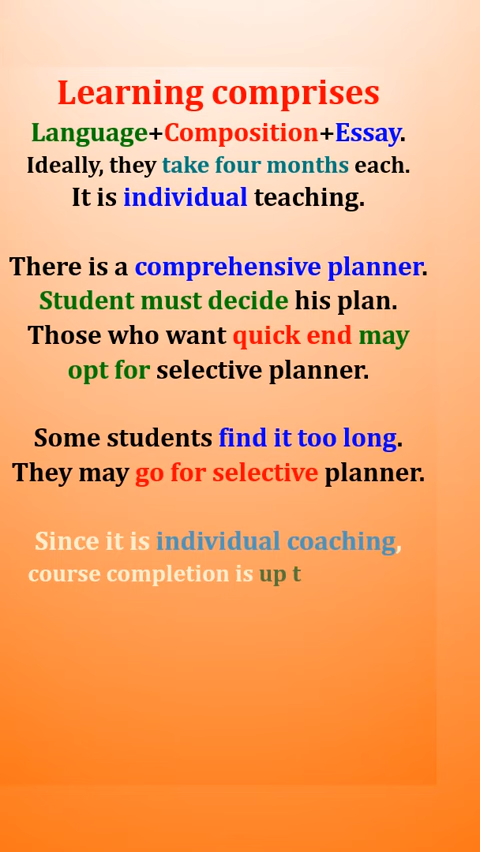 Learning comprises
Language+Composition+Essay.
Ideally, they take four months each.
It is individual teaching.
There is a comprehensive planner.
Student must decide his plan.
Those who want quick end may
opt for selective planner.
Some students find it too long.
They may go for selective planner.
Since it is individual coaching,
course completion is up t